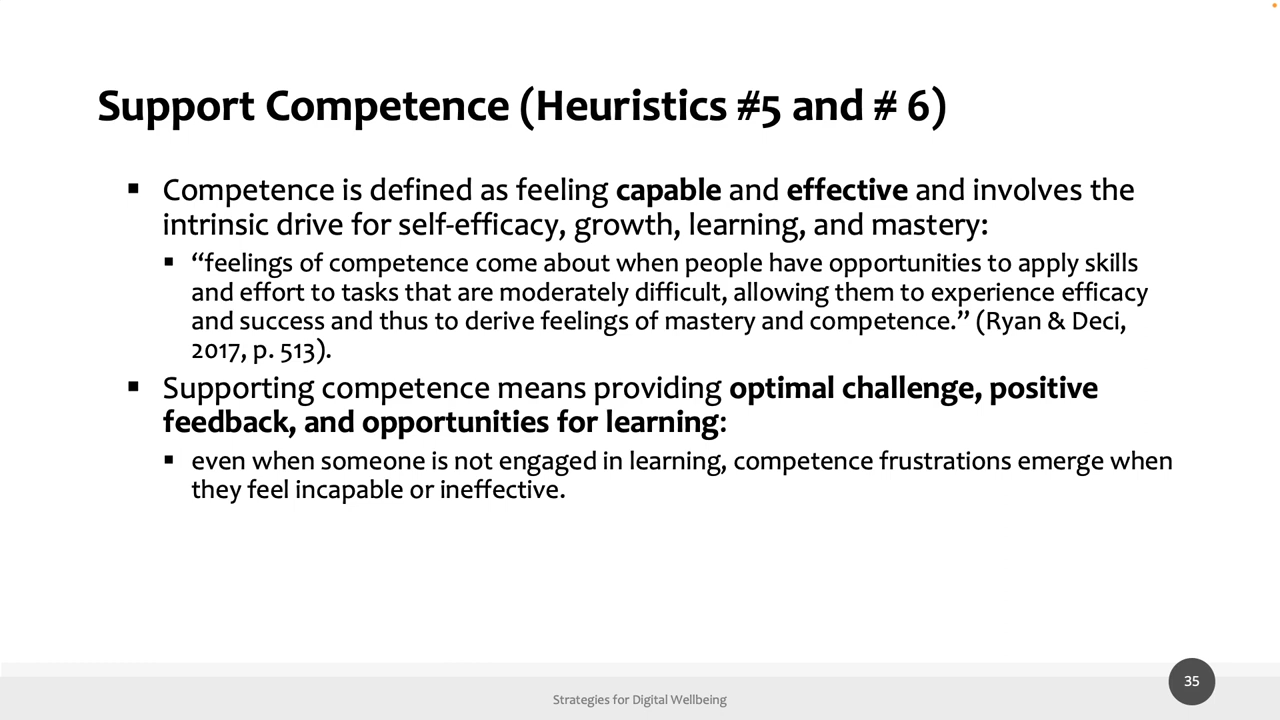 Support Competence (Heuristics #5 and # 6)
▪ Competence is defined as feeling capable and effective and involves the
intrinsic drive for self-efficacy, growth, learning, and mastery:
▪ “feelings of competence come about when people have opportunities to apply skills
and effort to tasks that are moderately difficult, allowing them to experience efficacy
and success and thus to derive feelings of mastery and competence.” (Ryan & Deci,
2017, p. 513).
▪ Supporting competence means providing optimal challenge, positive
feedback, and opportunities for learning:
▪ even when someone is not engaged in learning, competence frustrations emerge when
they feel incapable or ineffective.
35
Strategies for Digital Wellbeing